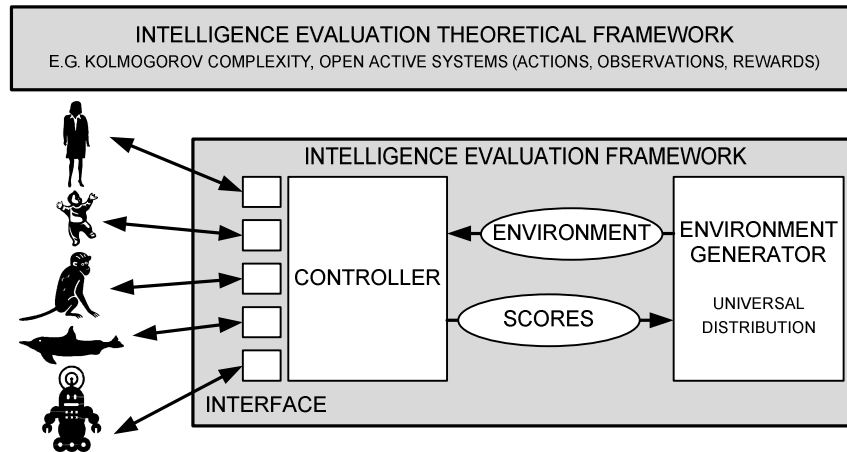 INTELLIGENCE EVALUATION THEORETICAL FRAMEWORK
E.G. KOLMOGOROV COMPLEXITY, OPEN ACTIVE SYSTEMS (ACTIONS, OBSERVATIONS, REWARDS)
INTELLIGENCE EVALUATION FRAMEWORK
CONTROLLER
ENVIRONMENT
SCORES
ENVIRONMENT
GENERATOR
UNIVERSAL
DISTRIBUTION
INTERFACE